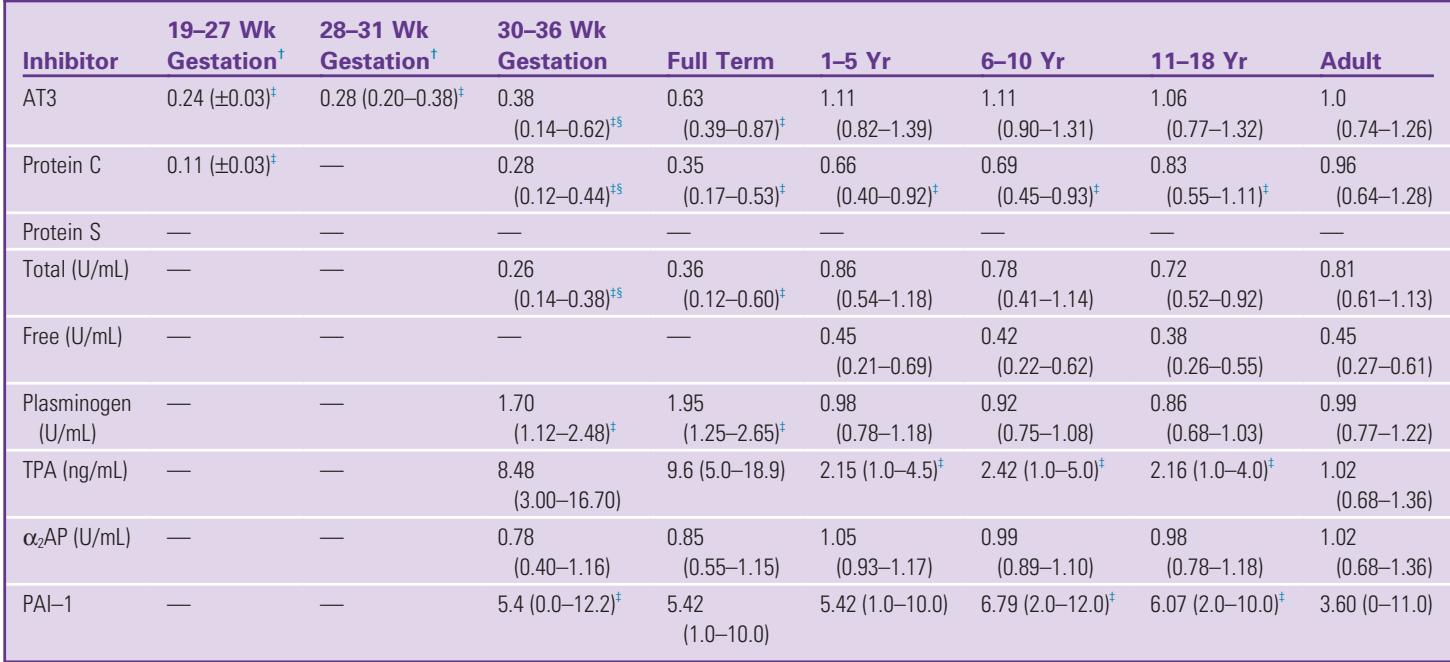 19–27 Wk 28–31 Wk 30–36 Wk
Inhibitor Gestation† Gestation† Gestation Full Term 1–5 Yr 6–10 Yr 11–18 Yr Adult
AT3 0.24 (±0.03)‡ 0.28 (0.20–0.38)‡ 0.38 0.63 1.11 1.11 1.06 1.0
(0.14–0.62)‡§ (0.39–0.87)‡ (0.82–1.39) (0.90–1.31) (0.77–1.32) (0.74–1.26)
Protein C 0.11 (±0.03)‡ — 0.28 0.35 0.66 0.69 0.83 0.96
(0.12–0.44)‡§ (0.17–0.53)‡ (0.40–0.92)‡ (0.45–0.93)‡ (0.55–1.11)‡ (0.64–1.28)
Protein S — — — — — — — —
Total (U/mL) — — 0.26 0.36 0.86 0.78 0.72 0.81
(0.14–0.38)‡§ (0.12–0.60)‡ (0.54–1.18) (0.41–1.14) (0.52–0.92) (0.61–1.13)
Free (U/mL) — — — — 0.45 0.42 0.38 0.45
(0.21–0.69) (0.22–0.62) (0.26–0.55) (0.27–0.61)
Plasminogen — — 1.70 1.95 0.98 0.92 0.86 0.99
(U/mL) (1.12–2.48)‡ (1.25–2.65)‡ (0.78–1.18) (0.75–1.08) (0.68–1.03) (0.77–1.22)
TPA (ng/mL) — — 8.48 9.6 (5.0–18.9) 2.15 (1.0–4.5)‡ 2.42 (1.0–5.0)‡ 2.16 (1.0–4.0)‡ 1.02
(3.00–16.70) (0.68–1.36)
α₂AP (U/mL) — — 0.78 0.85 1.05 0.99 0.98 1.02
(0.40–1.16) (0.55–1.15) (0.93–1.17) (0.89–1.10) (0.78–1.18) (0.68–1.36)
PAI–1 — — 5.4 (0.0–12.2)‡ 5.42 5.42 (1.0–10.0) 6.79 (2.0–12.0)‡ 6.07 (2.0–10.0)‡ 3.60 (0–11.0)
(1.0–10.0)